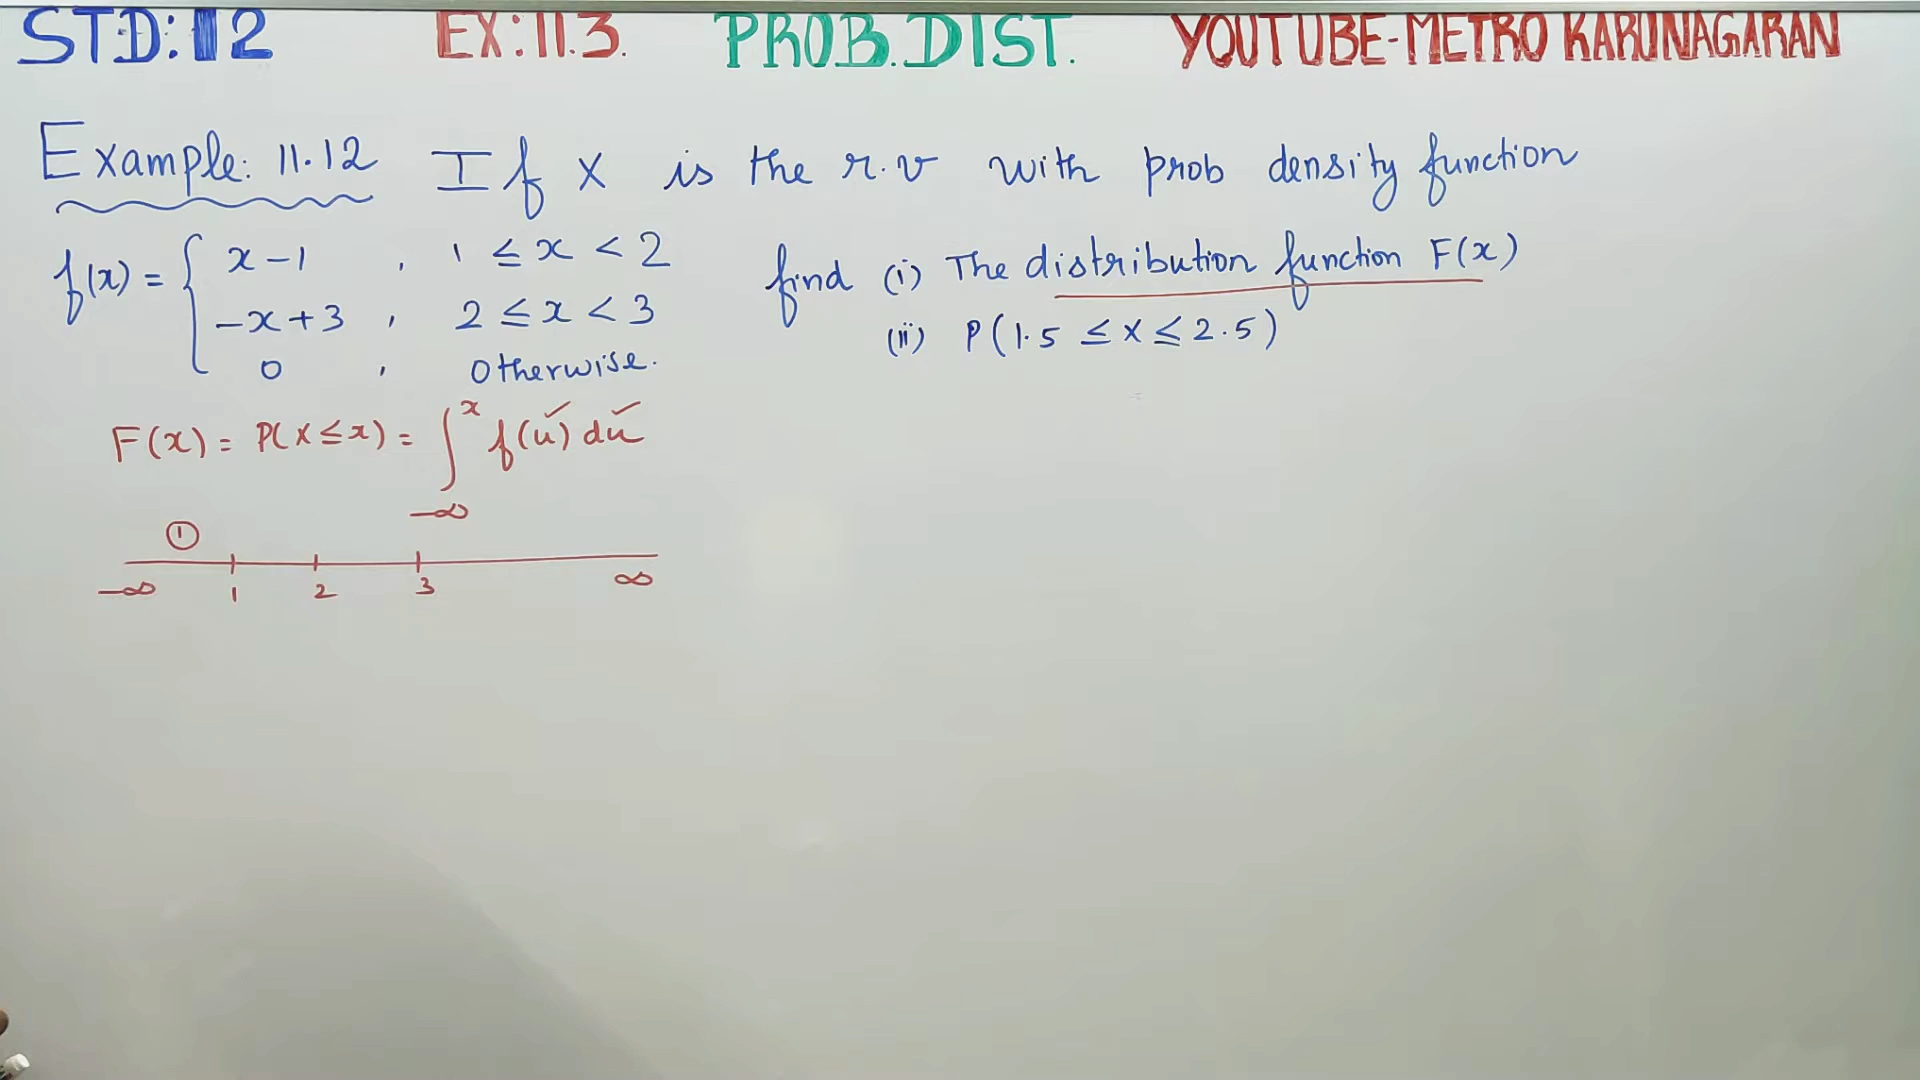 STD:12 EX:11.3. PROB.DIST. YOUTUBE-METRO KARUNAGARAN
Example: 11.12 If X is the r.v with prob density function
f(x) = { x-1 , 1 ≤ x < 2
-x+3 , 2 ≤ x < 3
0 , Otherwise.
find (i) The distribution function F(x)
(ii) P(1.5 ≤ X ≤ 2.5)
F(x) = P(X ≤ x) = ∫_{-∞}^{x} f(u) du
①
-∞ 1 2 3 ∞